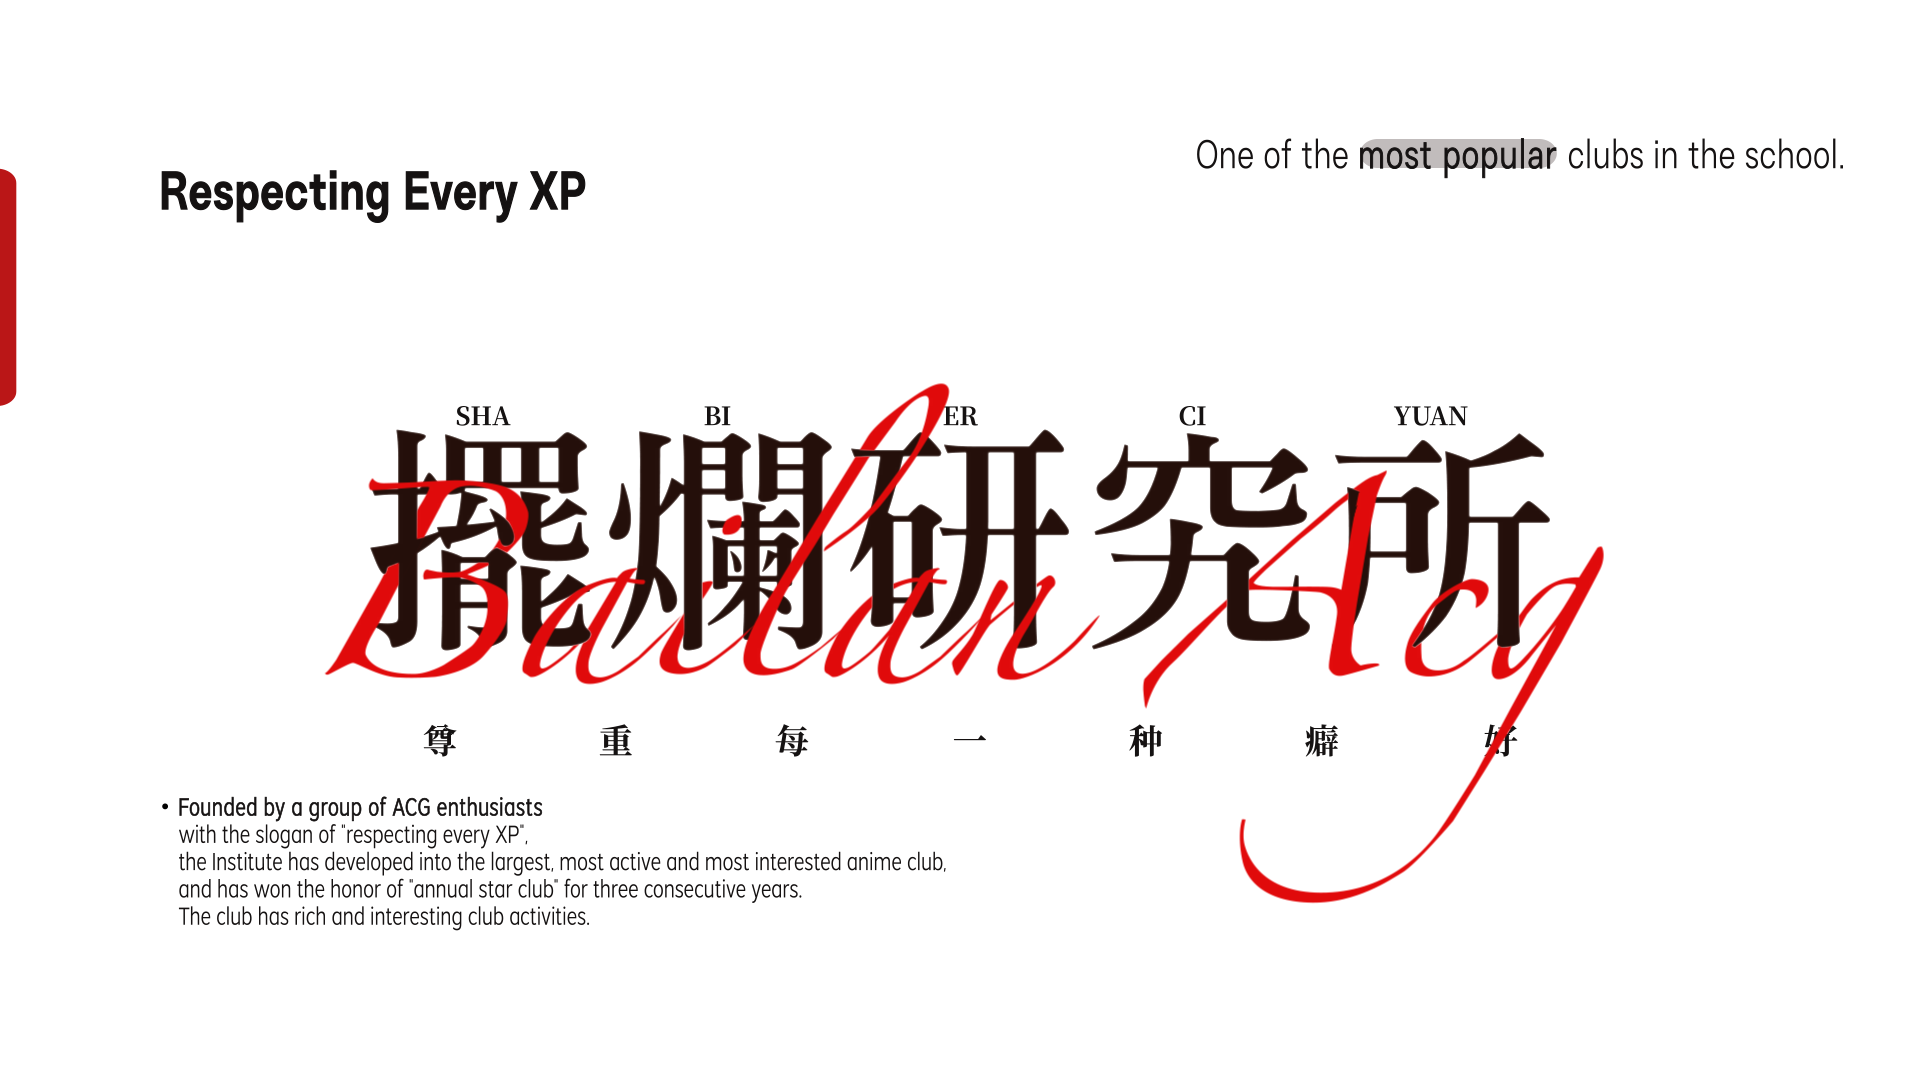 One of the most popular clubs in the school.
Respecting Every XP
SHA BI ER CI YUAN
擺爛研究所
Bailan Acg
尊重每一种癖好
• Founded by a group of ACG enthusiasts
with the slogan of "respecting every XP",
the Institute has developed into the largest, most active and most interested anime club,
and has won the honor of "annual star club" for three consecutive years.
The club has rich and interesting club activities.